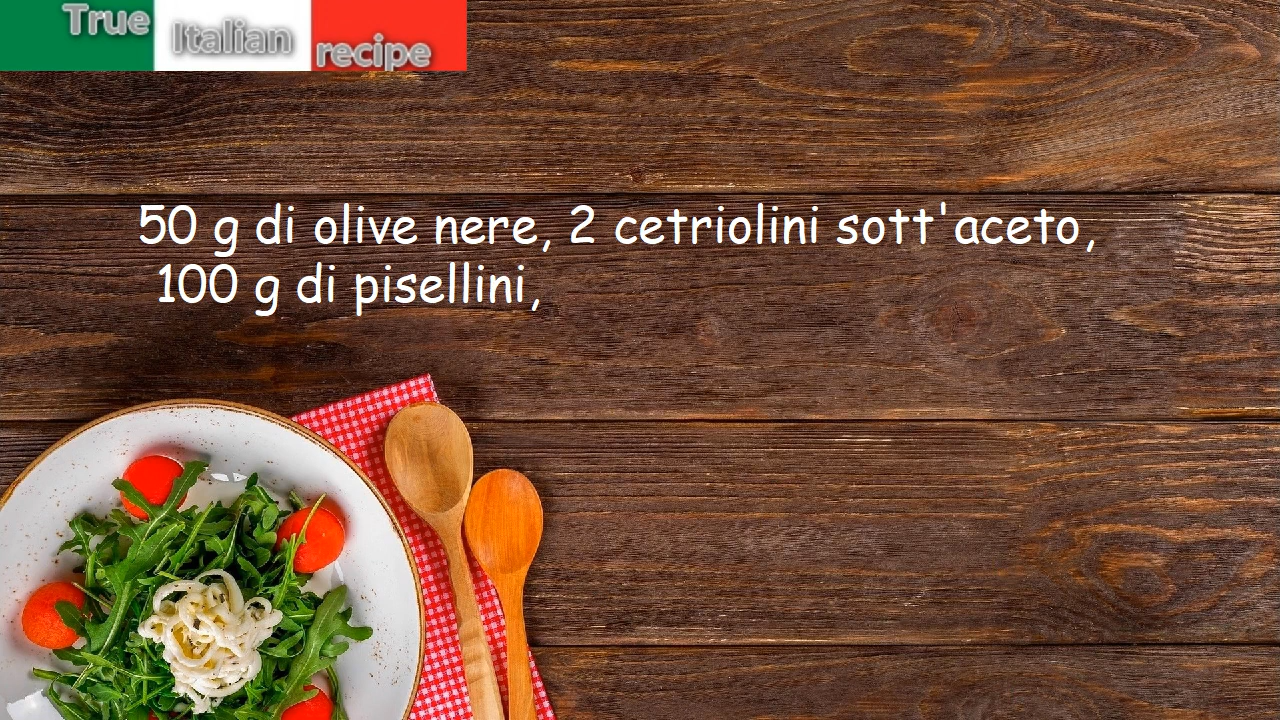 True
Italian
recipe
50 g di olive nere, 2 cetriolini sott'aceto,
100 g di pisellini,